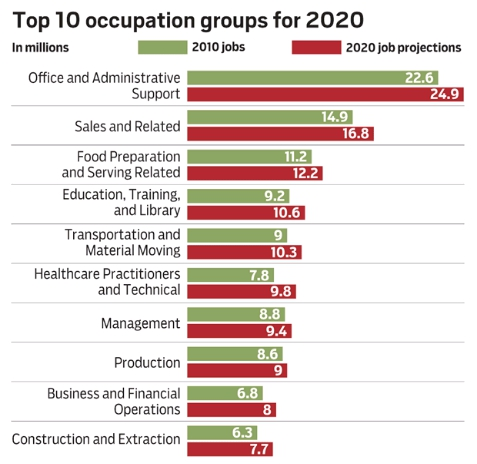 Top 10 occupation groups for 2020
In millions 2010 jobs 2020 job projections
Office and Administrative
Support
22.6
24.9
Sales and Related
14.9
16.8
Food Preparation
and Serving Related
11.2
12.2
Education, Training,
and Library
9.2
10.6
Transportation and
Material Moving
9
10.3
Healthcare Practitioners
and Technical
7.8
9.8
Management
8.8
9.4
Production
8.6
9
Business and Financial
Operations
6.8
8
Construction and Extraction
6.3
7.7